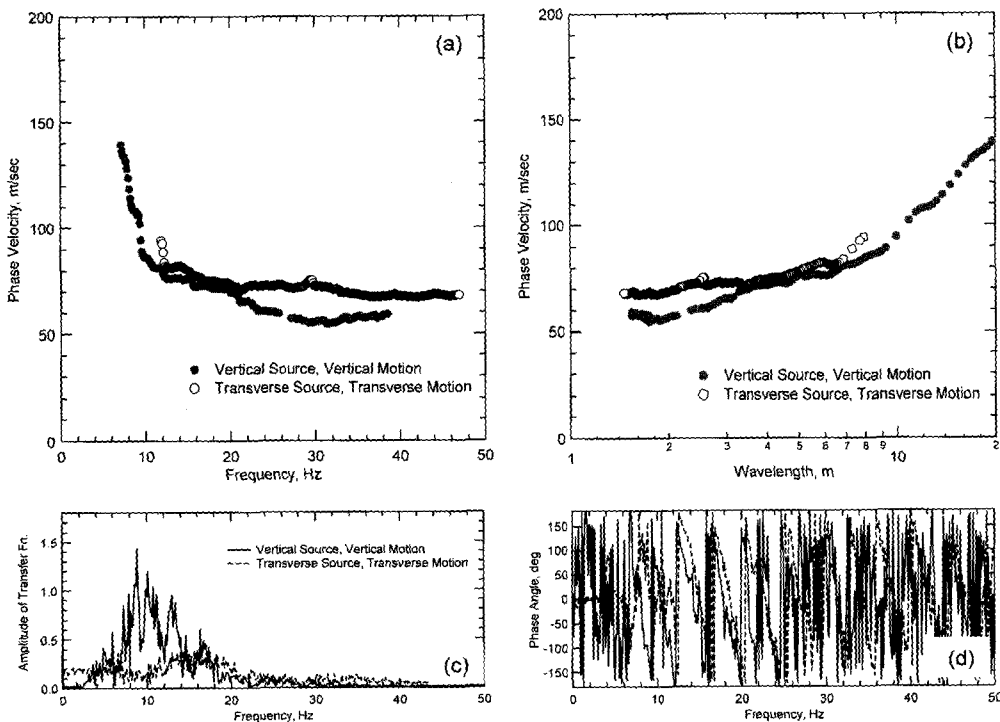 (a)
200
150
100
50
0
Phase Velocity, m/sec
Vertical Source, Vertical Motion
Transverse Source, Transverse Motion
0 10 20 30 40 50
Frequency, Hz
(b)
200
150
100
50
0
Phase Velocity, m/sec
Vertical Source, Vertical Motion
Transverse Source, Transverse Motion
1 2 3 4 5 6 7 8 9 10 2
Wavelength, m
1.5
1.0
0.5
0.0
Amplitude of Transfer Fn.
Vertical Source, Vertical Motion
Transverse Source, Transverse Motion
(c)
0 10 20 30 40 50
Frequency, Hz
150
100
50
0
-50
-100
-150
Phase Angle, deg
(d)
0 10 20 30 40 50
Frequency, Hz